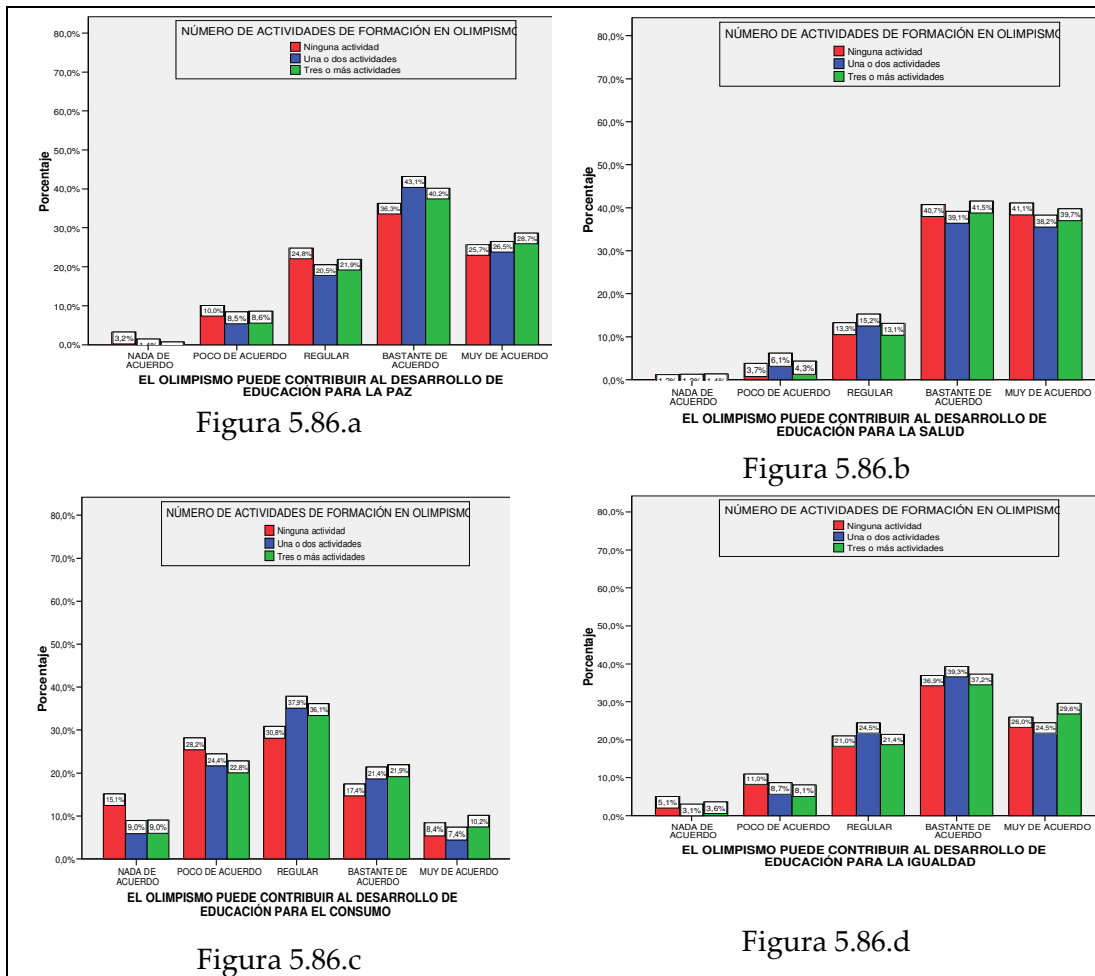 NÚMERO DE ACTIVIDADES DE FORMACIÓN EN OLIMPISMO
Ninguna actividad
Una o dos actividades
Tres o más actividades
Porcentaje
80,0%
70,0%
60,0%
50,0%
40,0%
30,0%
20,0%
10,0%
0,0%
3,2%
10,0%
8,5%
8,6%
24,8%
20,5%
21,9%
36,3%
43,1%
40,2%
25,7%
26,5%
28,7%
NADA DE ACUERDO
POCO DE ACUERDO
REGULAR
BASTANTE DE ACUERDO
MUY DE ACUERDO
EL OLIMPISMO PUEDE CONTRIBUIR AL DESARROLLO DE
EDUCACIÓN PARA LA PAZ
Figura 5.86.a
NÚMERO DE ACTIVIDADES DE FORMACIÓN EN OLIMPISMO
Ninguna actividad
Una o dos actividades
Tres o más actividades
Porcentaje
80,0%
70,0%
60,0%
50,0%
40,0%
30,0%
20,0%
10,0%
0,0%
3,7%
6,1%
4,3%
13,3%
15,2%
13,1%
40,7%
39,1%
41,5%
41,1%
38,2%
39,7%
NADA DE ACUERDO
POCO DE ACUERDO
REGULAR
BASTANTE DE ACUERDO
MUY DE ACUERDO
EL OLIMPISMO PUEDE CONTRIBUIR AL DESARROLLO DE
EDUCACIÓN PARA LA SALUD
Figura 5.86.b
NÚMERO DE ACTIVIDADES DE FORMACIÓN EN OLIMPISMO
Ninguna actividad
Una o dos actividades
Tres o más actividades
Porcentaje
80,0%
70,0%
60,0%
50,0%
40,0%
30,0%
20,0%
10,0%
0,0%
15,1%
9,0%
9,0%
28,2%
24,4%
22,8%
30,8%
37,9%
36,1%
17,4%
21,4%
21,9%
8,4%
7,4%
10,2%
NADA DE ACUERDO
POCO DE ACUERDO
REGULAR
BASTANTE DE ACUERDO
MUY DE ACUERDO
EL OLIMPISMO PUEDE CONTRIBUIR AL DESARROLLO DE
EDUCACIÓN PARA EL CONSUMO
Figura 5.86.c
NÚMERO DE ACTIVIDADES DE FORMACIÓN EN OLIMPISMO
Ninguna actividad
Una o dos actividades
Tres o más actividades
Porcentaje
80,0%
70,0%
60,0%
50,0%
40,0%
30,0%
20,0%
10,0%
0,0%
5,1%
3,1%
3,6%
11,0%
8,7%
8,1%
21,0%
24,5%
21,4%
36,9%
39,3%
37,2%
26,0%
24,5%
29,6%
NADA DE ACUERDO
POCO DE ACUERDO
REGULAR
BASTANTE DE ACUERDO
MUY DE ACUERDO
EL OLIMPISMO PUEDE CONTRIBUIR AL DESARROLLO DE
EDUCACIÓN PARA LA IGUALDAD
Figura 5.86.d